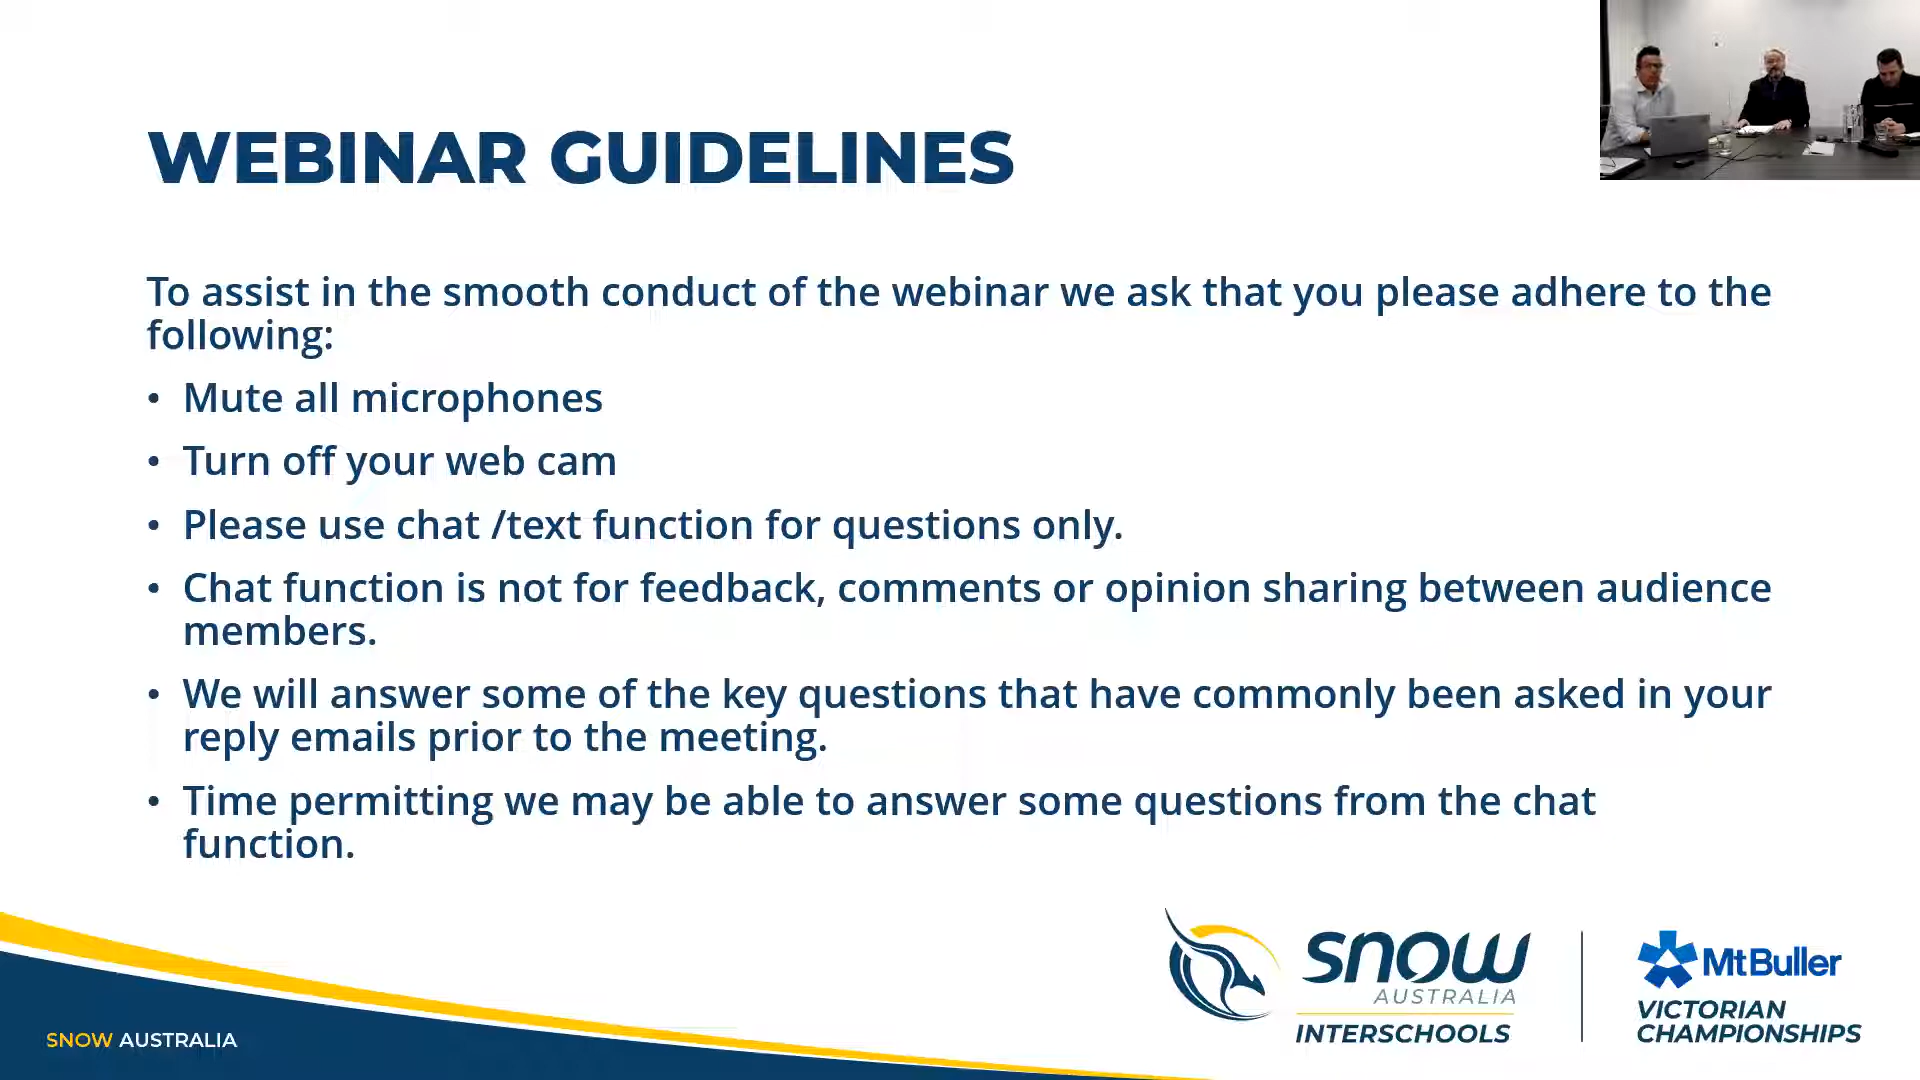 WEBINAR GUIDELINES
To assist in the smooth conduct of the webinar we ask that you please adhere to the
following:
• Mute all microphones
• Turn off your web cam
• Please use chat /text function for questions only.
• Chat function is not for feedback, comments or opinion sharing between audience
members.
• We will answer some of the key questions that have commonly been asked in your
reply emails prior to the meeting.
• Time permitting we may be able to answer some questions from the chat
function.
SNOW AUSTRALIA
snow
AUSTRALIA
INTERSCHOOLS
Mt Buller
VICTORIAN
CHAMPIONSHIPS